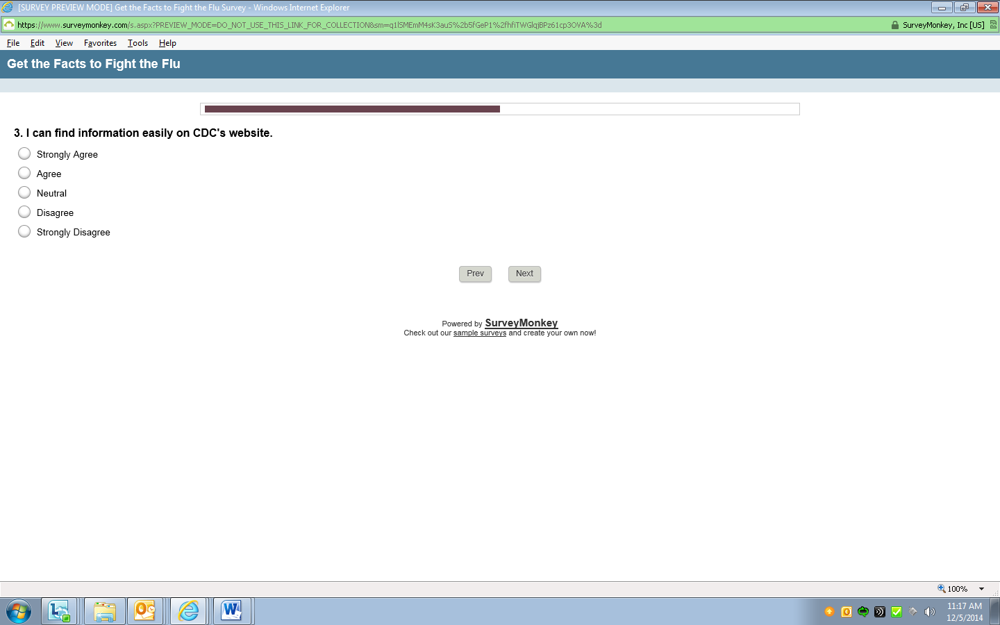 [SURVEY PREVIEW MODE] Get the Facts to Fight the Flu Survey - Windows Internet Explorer
https://www.surveymonkey.com/s.aspx?PREVIEW_MODE=DO_NOT_USE_THIS_LINK_FOR_COLLECTION&sm=q1lSMEmM4sK3auS%2b5fGeP1%2fhfiTWGlqjBPz61cp3OVA%3d SurveyMonkey, Inc [US]
File Edit View Favorites Tools Help
Get the Facts to Fight the Flu
3. I can find information easily on CDC's website.
Strongly Agree
Agree
Neutral
Disagree
Strongly Disagree
Prev Next
Powered by SurveyMonkey
Check out our sample surveys and create your own now!
100%
11:17 AM
12/5/2014